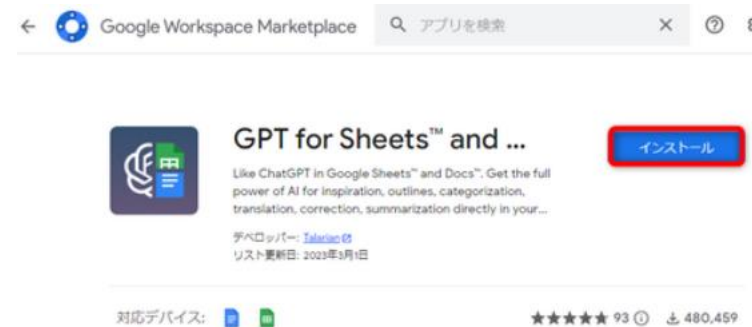 Google Workspace Marketplace
アプリを検索
GPT for Sheets™ and ...
インストール
Like ChatGPT in Google Sheets™ and Docs™. Get the full
power of AI for inspiration, outlines, categorization,
translation, correction, summarization directly in your...
デベロッパー: Talarian
リスト更新日: 2023年3月1日
対応デバイス:
93
480,459